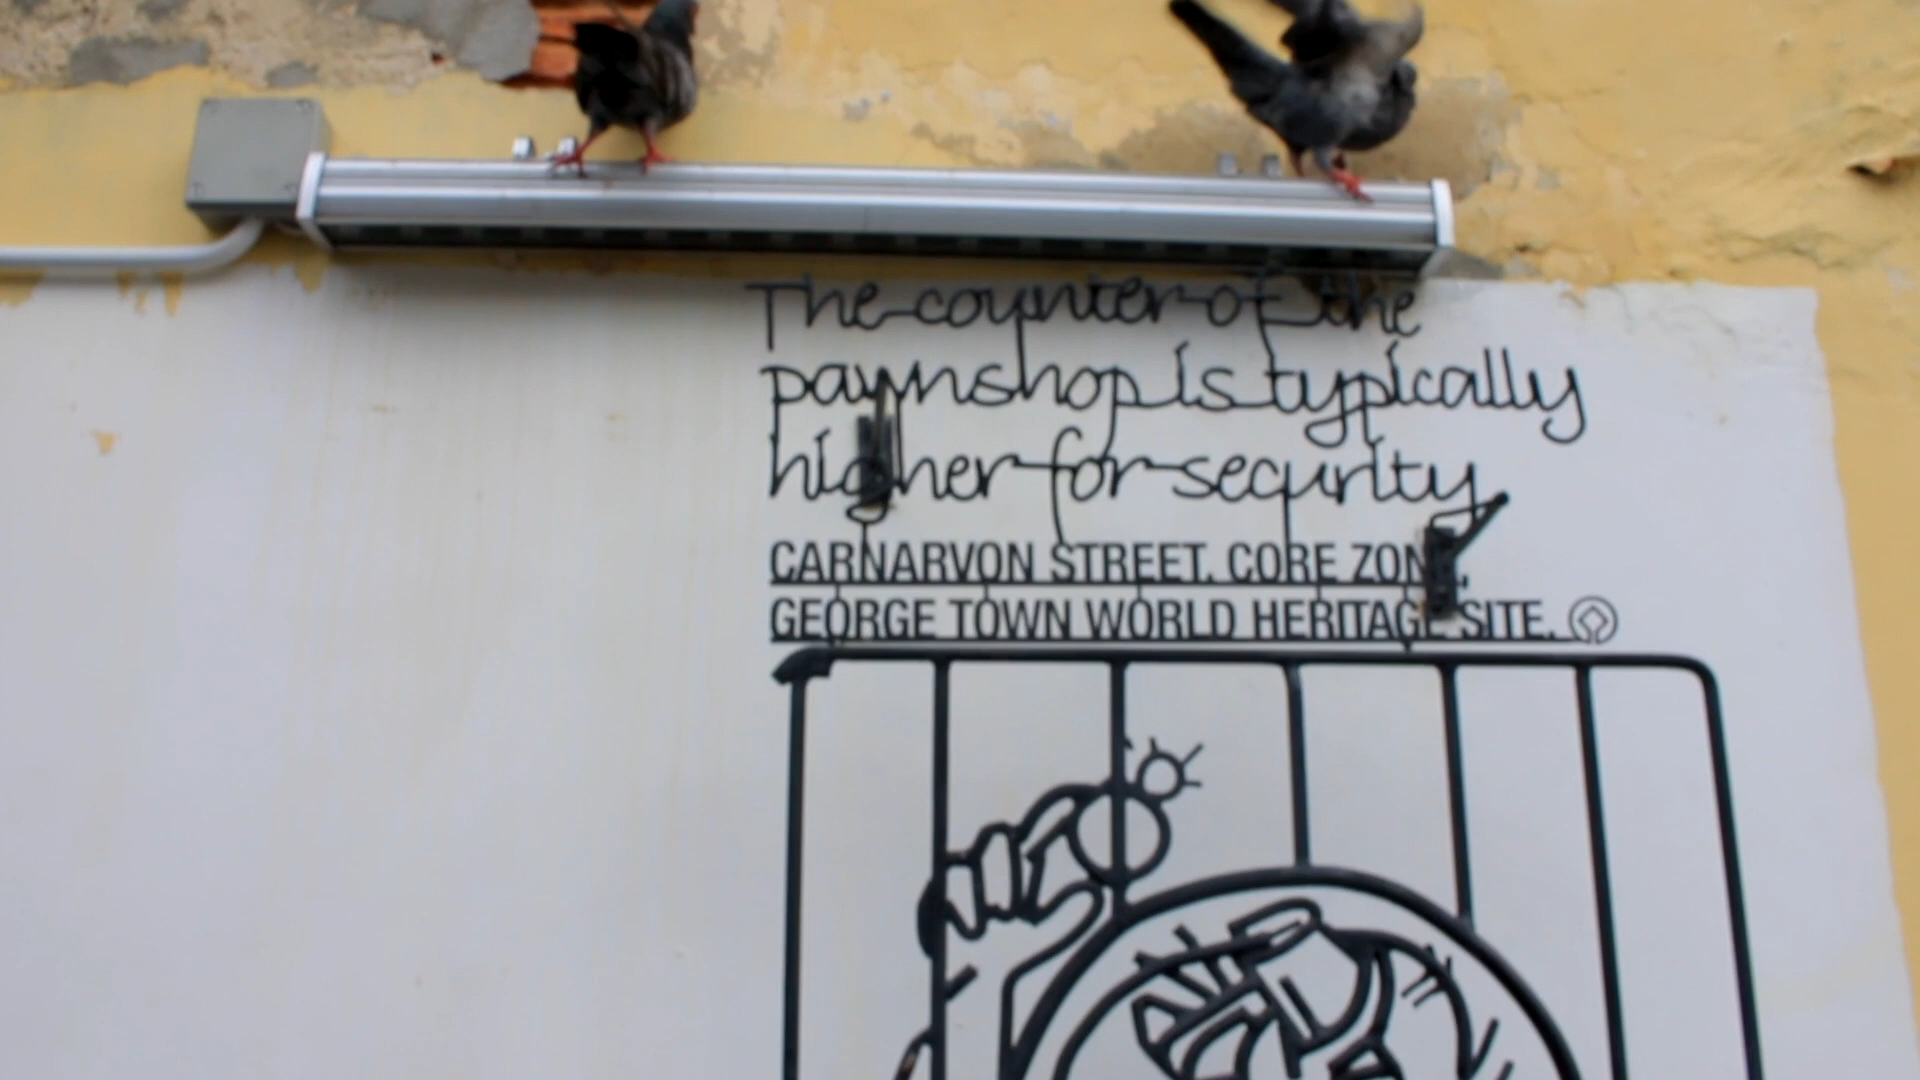 The counter of the
pawnshop is typically
higher for security.
CARNARVON STREET. CORE ZONE,
GEORGE TOWN WORLD HERITAGE SITE.